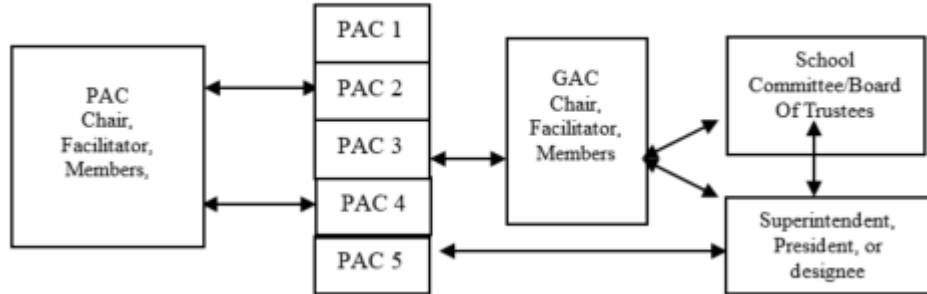 PAC
Chair,
Facilitator,
Members,
PAC 1
PAC 2
PAC 3
PAC 4
PAC 5
GAC
Chair,
Facilitator,
Members
School
Committee/Board
Of Trustees
Superintendent,
President, or
designee